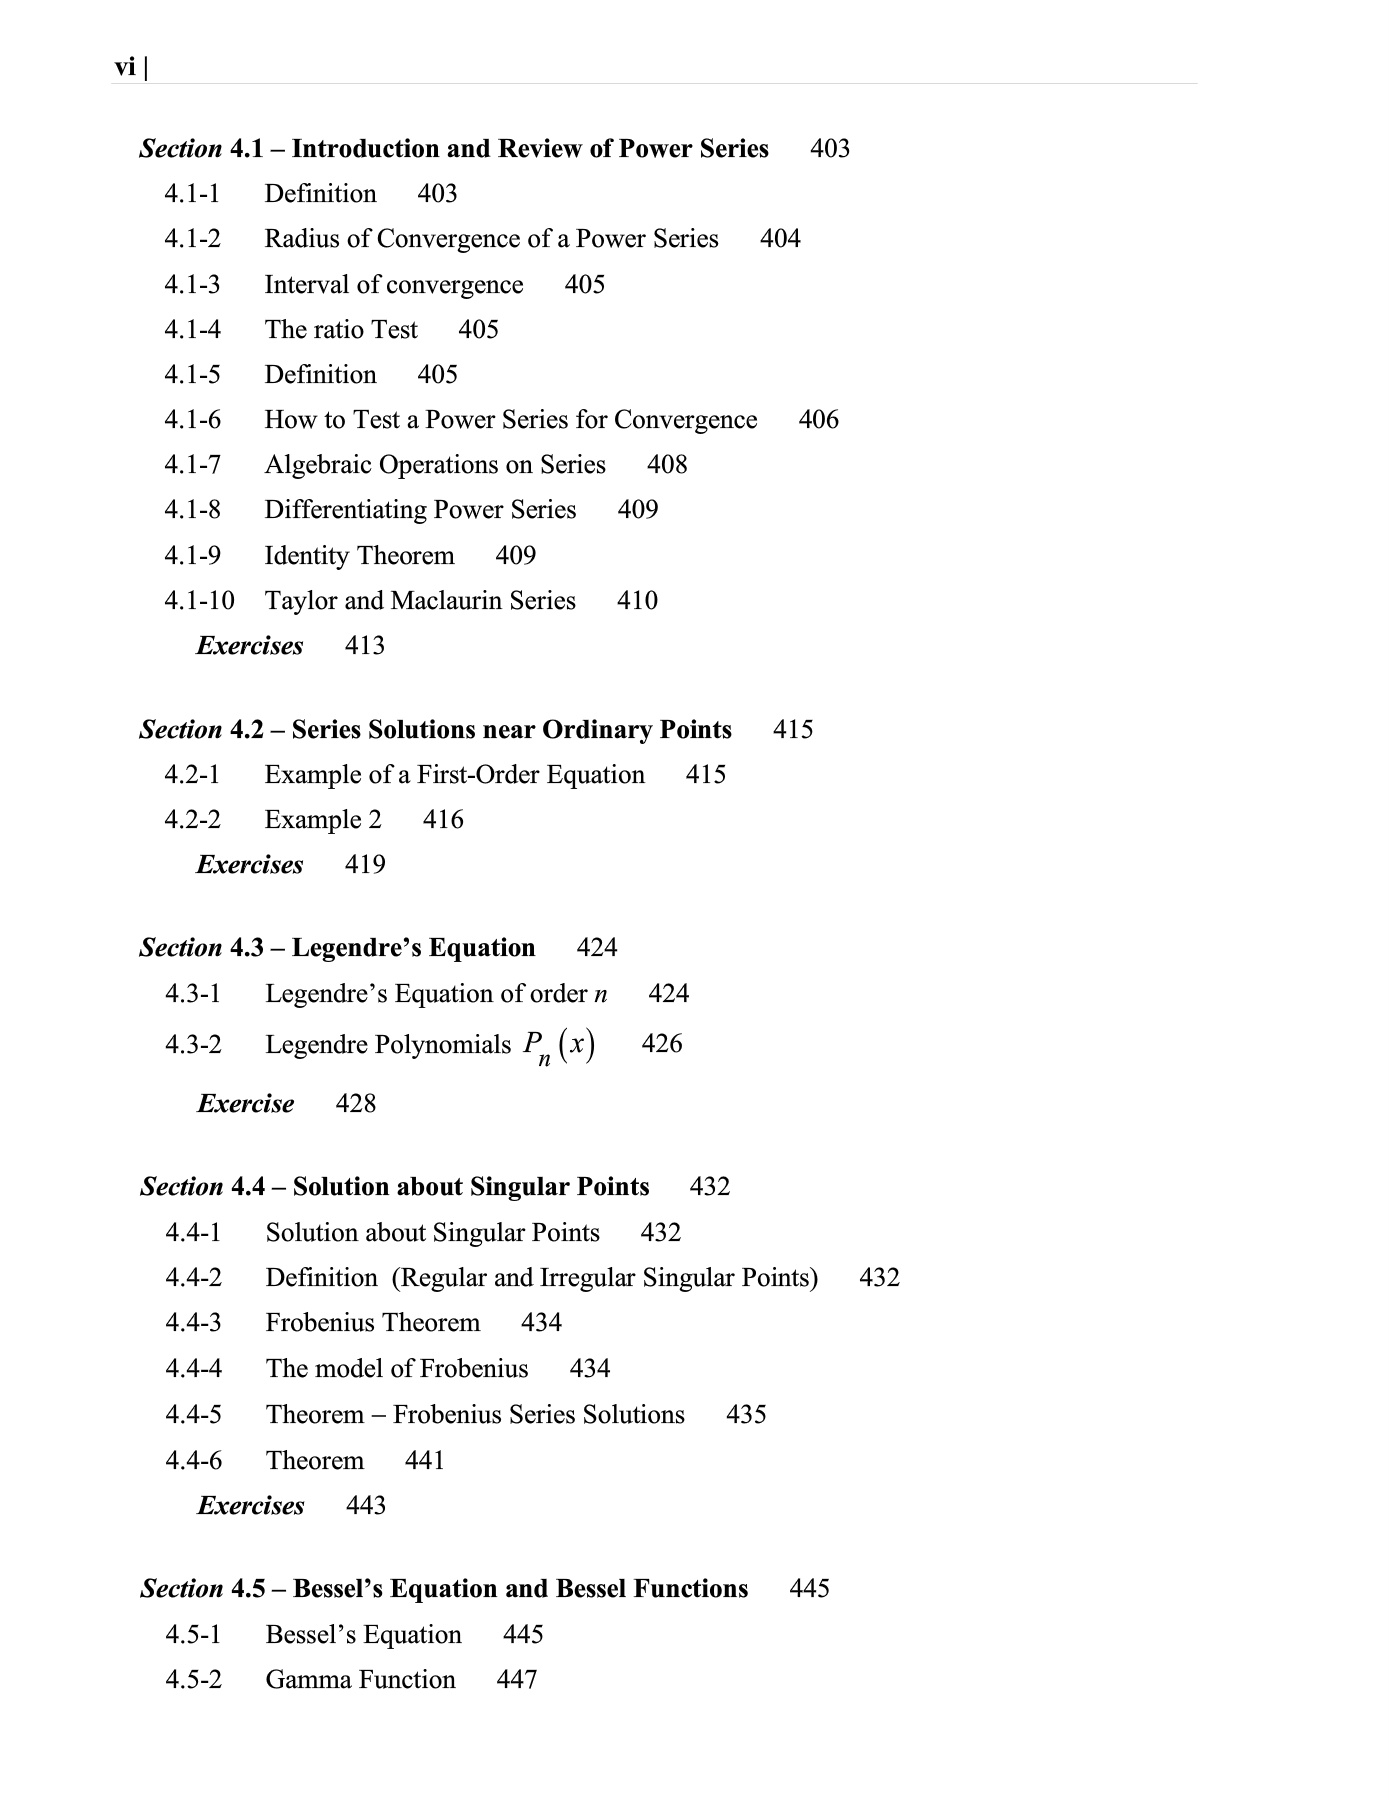 vi |
Section 4.1 – Introduction and Review of Power Series 403
4.1-1 Definition 403
4.1-2 Radius of Convergence of a Power Series 404
4.1-3 Interval of convergence 405
4.1-4 The ratio Test 405
4.1-5 Definition 405
4.1-6 How to Test a Power Series for Convergence 406
4.1-7 Algebraic Operations on Series 408
4.1-8 Differentiating Power Series 409
4.1-9 Identity Theorem 409
4.1-10 Taylor and Maclaurin Series 410
Exercises 413
Section 4.2 – Series Solutions near Ordinary Points 415
4.2-1 Example of a First-Order Equation 415
4.2-2 Example 2 416
Exercises 419
Section 4.3 – Legendre’s Equation 424
4.3-1 Legendre’s Equation of order n 424
4.3-2 Legendre Polynomials P_n (x) 426
Exercise 428
Section 4.4 – Solution about Singular Points 432
4.4-1 Solution about Singular Points 432
4.4-2 Definition (Regular and Irregular Singular Points) 432
4.4-3 Frobenius Theorem 434
4.4-4 The model of Frobenius 434
4.4-5 Theorem – Frobenius Series Solutions 435
4.4-6 Theorem 441
Exercises 443
Section 4.5 – Bessel’s Equation and Bessel Functions 445
4.5-1 Bessel’s Equation 445
4.5-2 Gamma Function 447